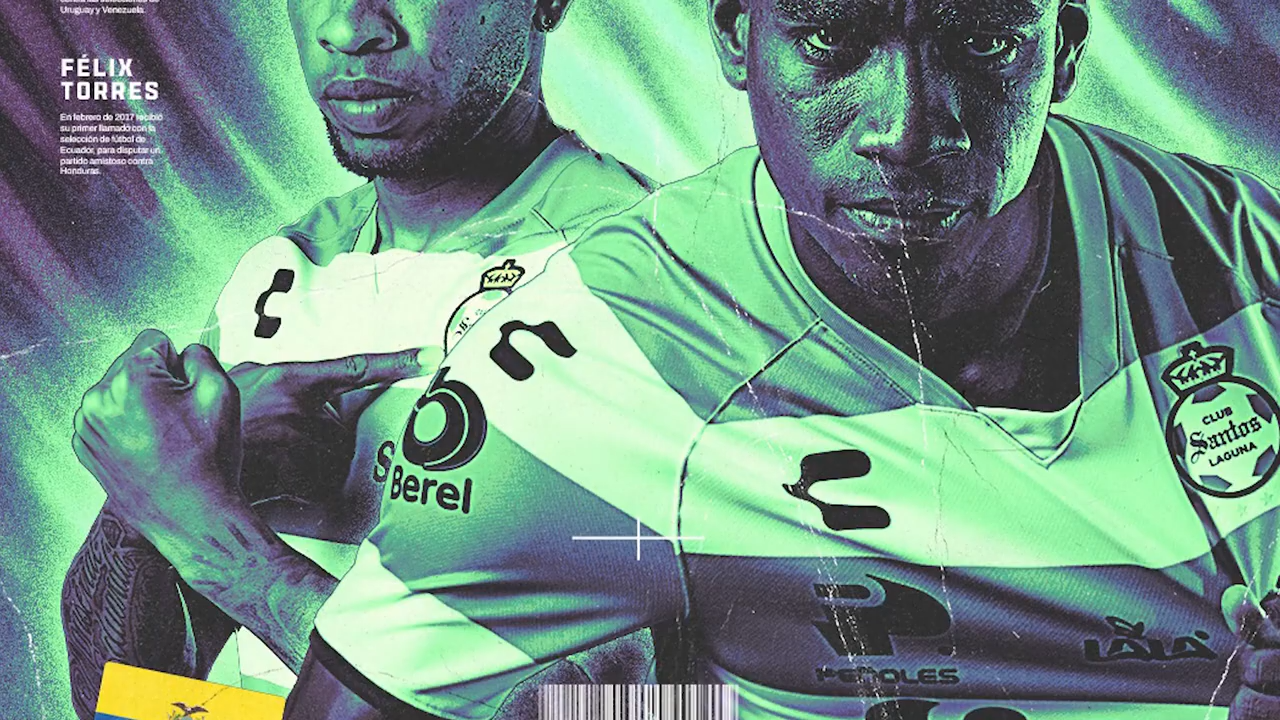 Uruguay y Venezuela.
FÉLIX
TORRES
En febrero de 2017 recibió
su primer llamado con la
selección de fútbol de
Ecuador, para disputar un
partido amistoso contra
Honduras.
Berel
CLUB
Santos
LAGUNA
PEÑOLES
LALA